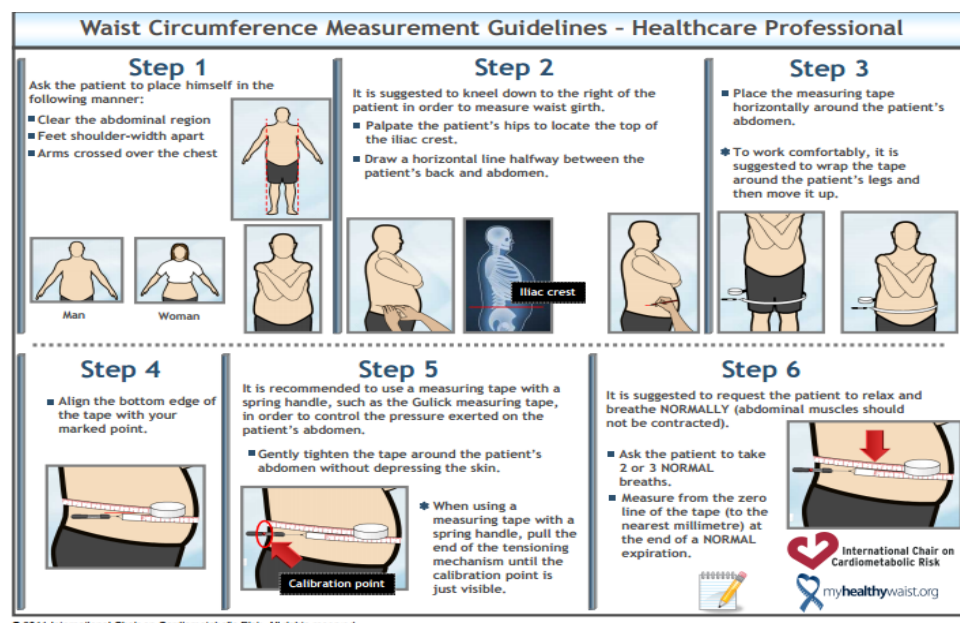 Waist Circumference Measurement Guidelines - Healthcare Professional
Step 1
Ask the patient to place himself in the
following manner:
Clear the abdominal region
Feet shoulder-width apart
Arms crossed over the chest
Man
Woman
Step 2
It is suggested to kneel down to the right of the
patient in order to measure waist girth.
Palpate the patient's hips to locate the top of
the iliac crest.
Draw a horizontal line halfway between the
patient's back and abdomen.
Iliac crest
Step 3
Place the measuring tape
horizontally around the patient's
abdomen.
To work comfortably, it is
suggested to wrap the tape
around the patient's legs and
then move it up.
Step 4
Align the bottom edge of
the tape with your
marked point.
Step 5
It is recommended to use a measuring tape with a
spring handle, such as the Gulick measuring tape,
in order to control the pressure exerted on the
patient's abdomen.
Gently tighten the tape around the patient's
abdomen without depressing the skin.
When using a
measuring tape with a
spring handle, pull the
end of the tensioning
mechanism until the
calibration point is
just visible.
Calibration point
Step 6
It is suggested to request the patient to relax and
breathe NORMALLY (abdominal muscles should
not be contracted).
Ask the patient to take
2 or 3 NORMAL
breaths.
Measure from the zero
line of the tape (to the
nearest millimetre) at
the end of a NORMAL
expiration.
International Chair on
Cardiometabolic Risk
myhealthywaist.org